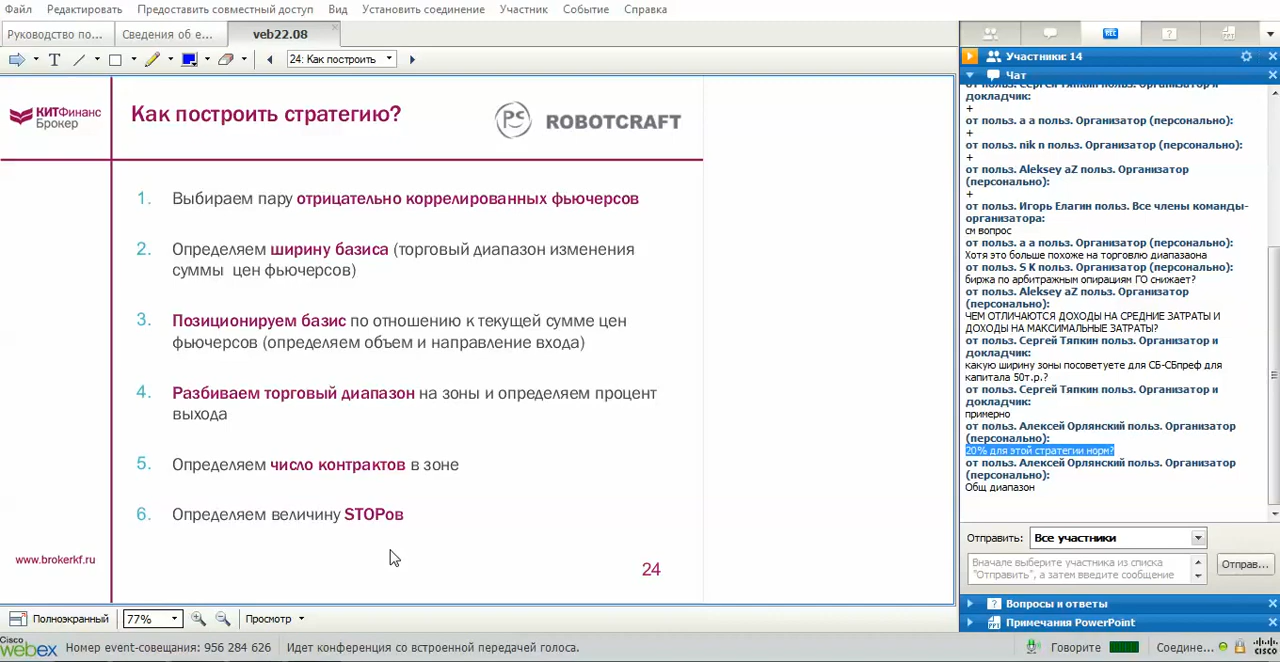 Файл Редактировать Предоставить совместный доступ Вид Установить соединение Участник Событие Справка
Руководство по... Сведения об е... veb22.08
T 24: Как построить
Участники: 14
Чат
КИТФинанс
Брокер
Как построить стратегию?
PC ROBOTCRAFT
1. Выбираем пару отрицательно коррелированных фьючерсов
2. Определяем ширину базиса (торговый диапазон изменения
суммы цен фьючерсов)
3. Позиционируем базис по отношению к текущей сумме цен
фьючерсов (определяем объем и направление входа)
4. Разбиваем торговый диапазон на зоны и определяем процент
выхода
5. Определяем число контрактов в зоне
6. Определяем величину STOPов
www.brokerkf.ru
24
от польз. Сергей Тяпкин польз. Организатор и
докладчик:
+
от польз. a a польз. Организатор (персонально):
+
от польз. nik n польз. Организатор (персонально):
+
от польз. Aleksey aZ польз. Организатор
(персонально):
+
от польз. Игорь Елагин польз. Все члены команды-
организатора:
см вопрос
от польз. a a польз. Организатор (персонально):
Хотя это больше похоже на торговлю диапазаона
от польз. S K польз. Организатор (персонально):
биржа по арбитражным опирациям ГО снижает?
от польз. Aleksey aZ польз. Организатор
(персонально):
ЧЕМ ОТЛИЧАЮТСЯ ДОХОДЫ НА СРЕДНИЕ ЗАТРАТЫ И
ДОХОДЫ НА МАКСИМАЛЬНЫЕ ЗАТРАТЫ?
от польз. Сергей Тяпкин польз. Организатор и
докладчик:
какую ширину зоны посоветуете для СБ-СБпреф для
капитала 50т.р.?
от польз. Сергей Тяпкин польз. Организатор и
докладчик:
примерно
от польз. Алексей Орлянский польз. Организатор
(персонально):
20% для этой стратегии норм?
от польз. Алексей Орлянский польз. Организатор
(персонально):
Общ диапазон
Отправить: Все участники
Вначале выберите участника из списка
"Отправить", а затем введите сообщение
Отправ...
Вопросы и ответы
Примечания PowerPoint
Полноэкранный 77% Просмотр
Cisco
webex
Номер event-совещания: 956 284 626 Идет конференция со встроенной передачей голоса.
Говорите Соедине...
CISCO